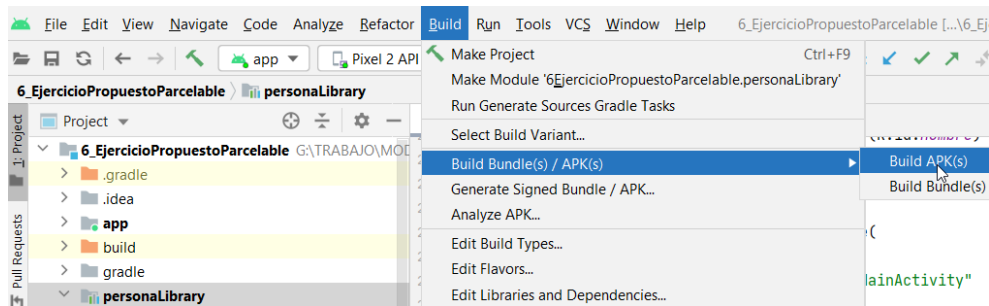 File Edit View Navigate Code Analyze Refactor Build Run Tools VCS Window Help 6_EjercicioPropuestoParcelable [...\6_Ej
app Pixel 2 API
6_EjercicioPropuestoParcelable personaLibrary
1: Project
Pull Requests
Project
6_EjercicioPropuestoParcelable G:\TRABAJO\MOD
.gradle
.idea
app
build
gradle
personaLibrary
Make Project Ctrl+F9
Make Module '6EjercicioPropuestoParcelable.personaLibrary'
Run Generate Sources Gradle Tasks
Select Build Variant...
Build Bundle(s) / APK(s)
Generate Signed Bundle / APK...
Analyze APK...
Edit Build Types...
Edit Flavors...
Edit Libraries and Dependencies...
Build APK(s)
Build Bundle(s)
(
MainActivity"